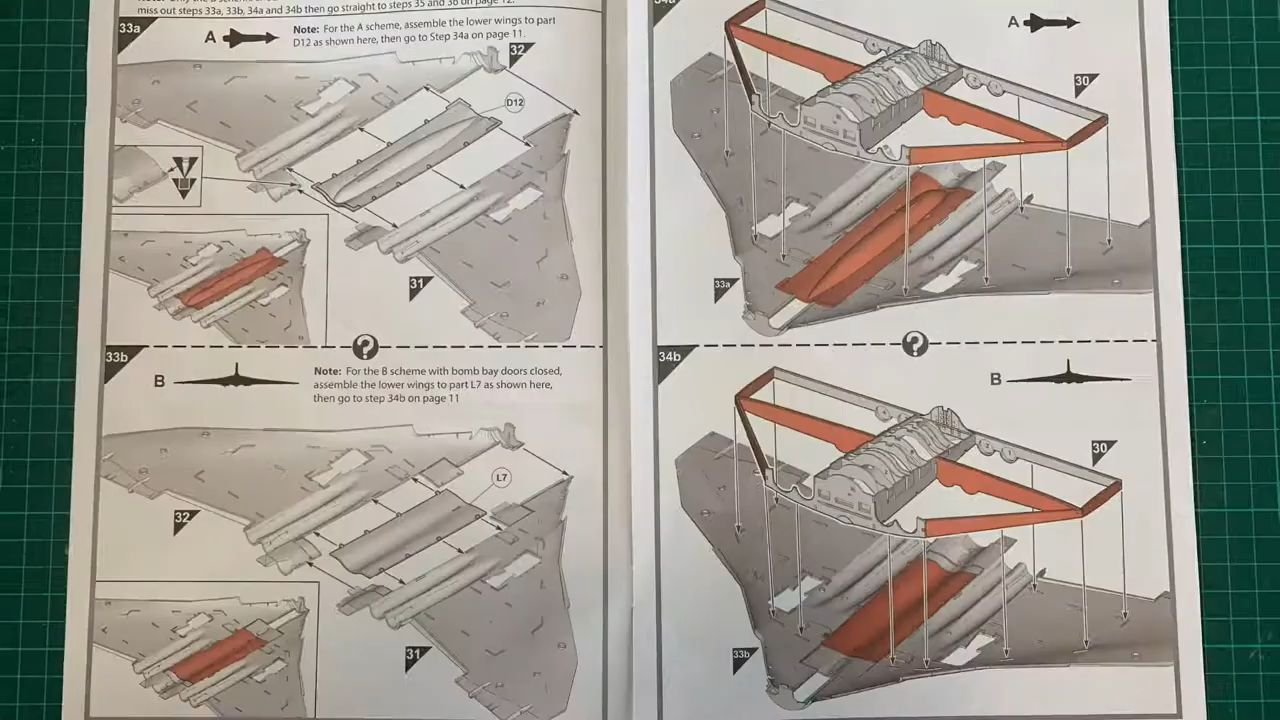 miss out steps 33a, 33b, 34a and 34b then go straight to steps 35 and 36 on page 12.
33a
A
Note: For the A scheme, assemble the lower wings to part
D12 as shown here, then go to Step 34a on page 11.
32
D12
31
?
33b
B
Note: For the B scheme with bomb bay doors closed,
assemble the lower wings to part L7 as shown here,
then go to step 34b on page 11
L7
32
31
34a
A
30
33a
?
34b
B
30
33b